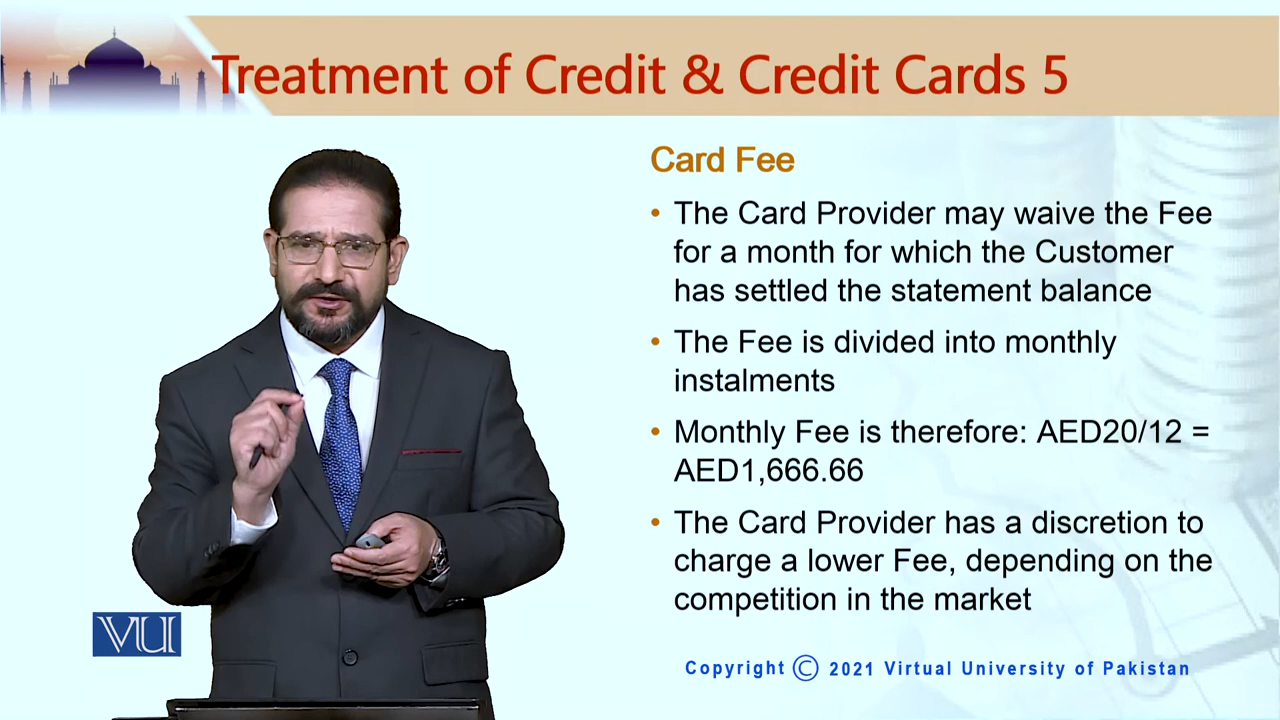 Treatment of Credit & Credit Cards 5
Card Fee
• The Card Provider may waive the Fee
for a month for which the Customer
has settled the statement balance
• The Fee is divided into monthly
instalments
• Monthly Fee is therefore: AED20/12 =
AED1,666.66
• The Card Provider has a discretion to
charge a lower Fee, depending on the
competition in the market
VU
Copyright © 2021 Virtual University of Pakistan